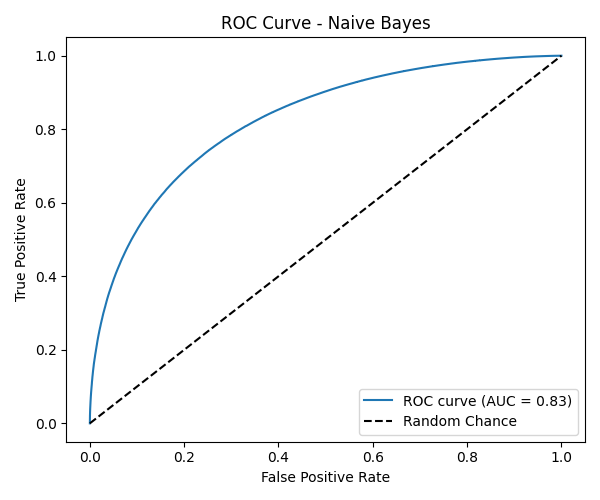 ROC Curve - Naive Bayes
True Positive Rate
1.0
0.8
0.6
0.4
0.2
0.0
ROC curve (AUC = 0.83)
Random Chance
0.0 0.2 0.4 0.6 0.8 1.0
False Positive Rate